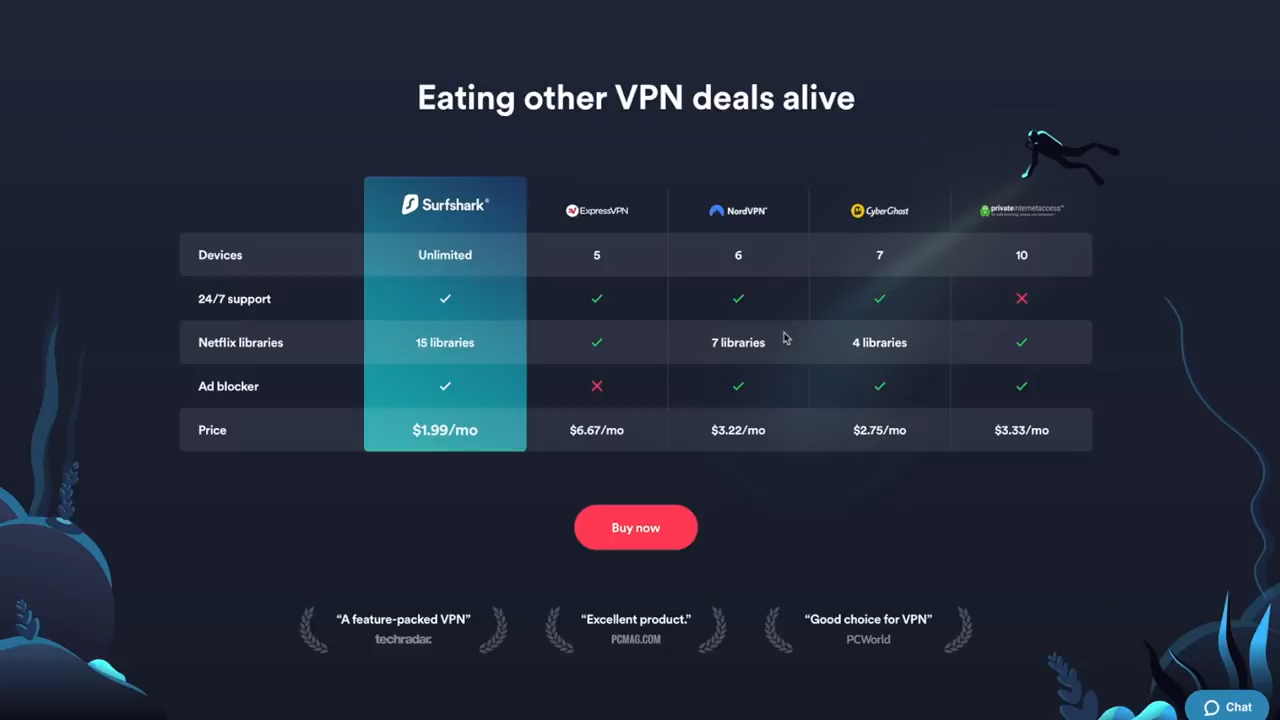 Eating other VPN deals alive
Surfshark® ExpressVPN NordVPN® CyberGhost privateinternetaccess™
Devices Unlimited 5 6 7 10
24/7 support
Netflix libraries 15 libraries 7 libraries 4 libraries
Ad blocker
Price $1.99/mo $6.67/mo $3.22/mo $2.75/mo $3.33/mo
Buy now
“A feature-packed VPN” “Excellent product.” “Good choice for VPN”
techradar. PCMAG.COM PCWorld
Chat